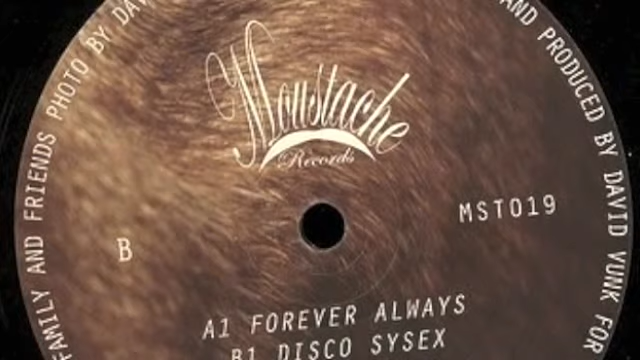 FAMILY AND FRIENDS PHOTO BY DAV
AND PRODUCED BY DAVID VUNK FOR
Moustache
Records
MST019
B
A1 FOREVER ALWAYS
B1 DISCO SYSEX